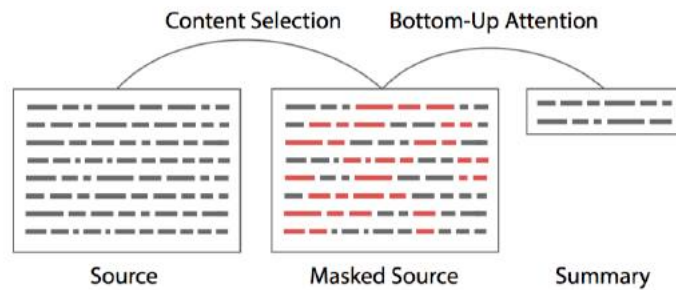 Content Selection
Bottom-Up Attention
Source
Masked Source
Summary